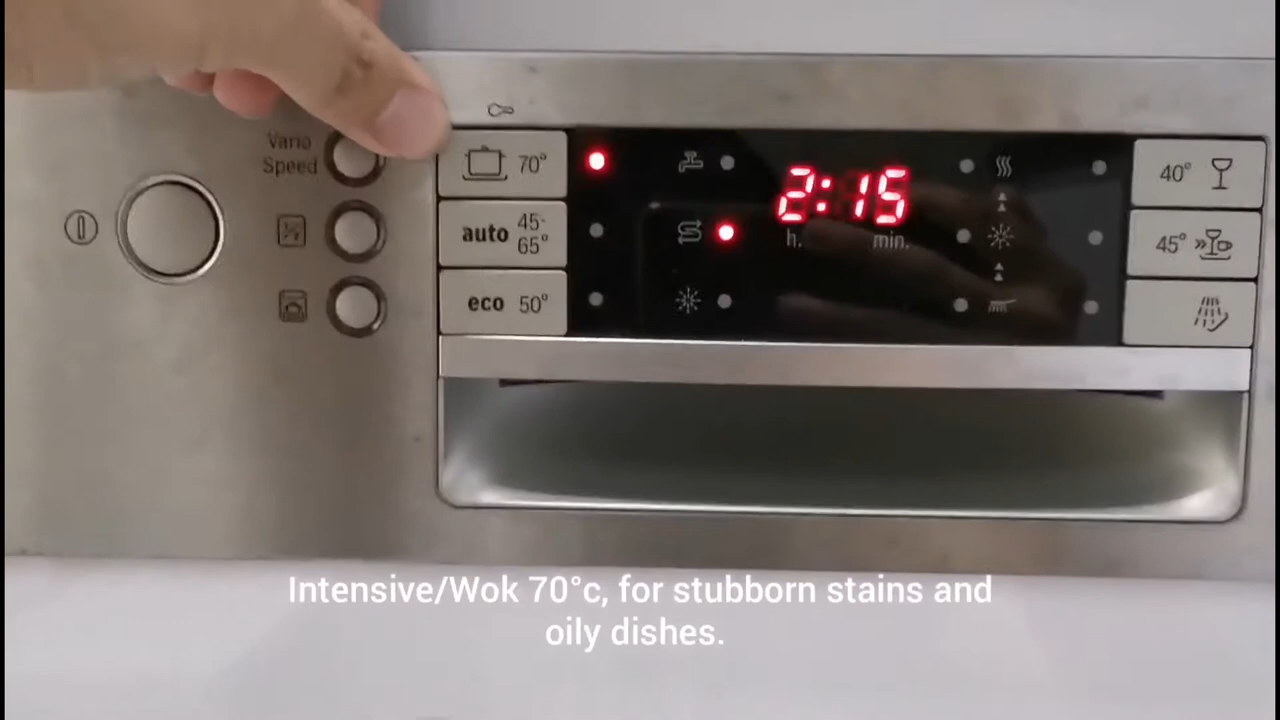 Vario
Speed
70°
auto 45-
65°
eco 50°
2:15
h. min.
40°
45°
Intensive/Wok 70°c, for stubborn stains and
oily dishes.